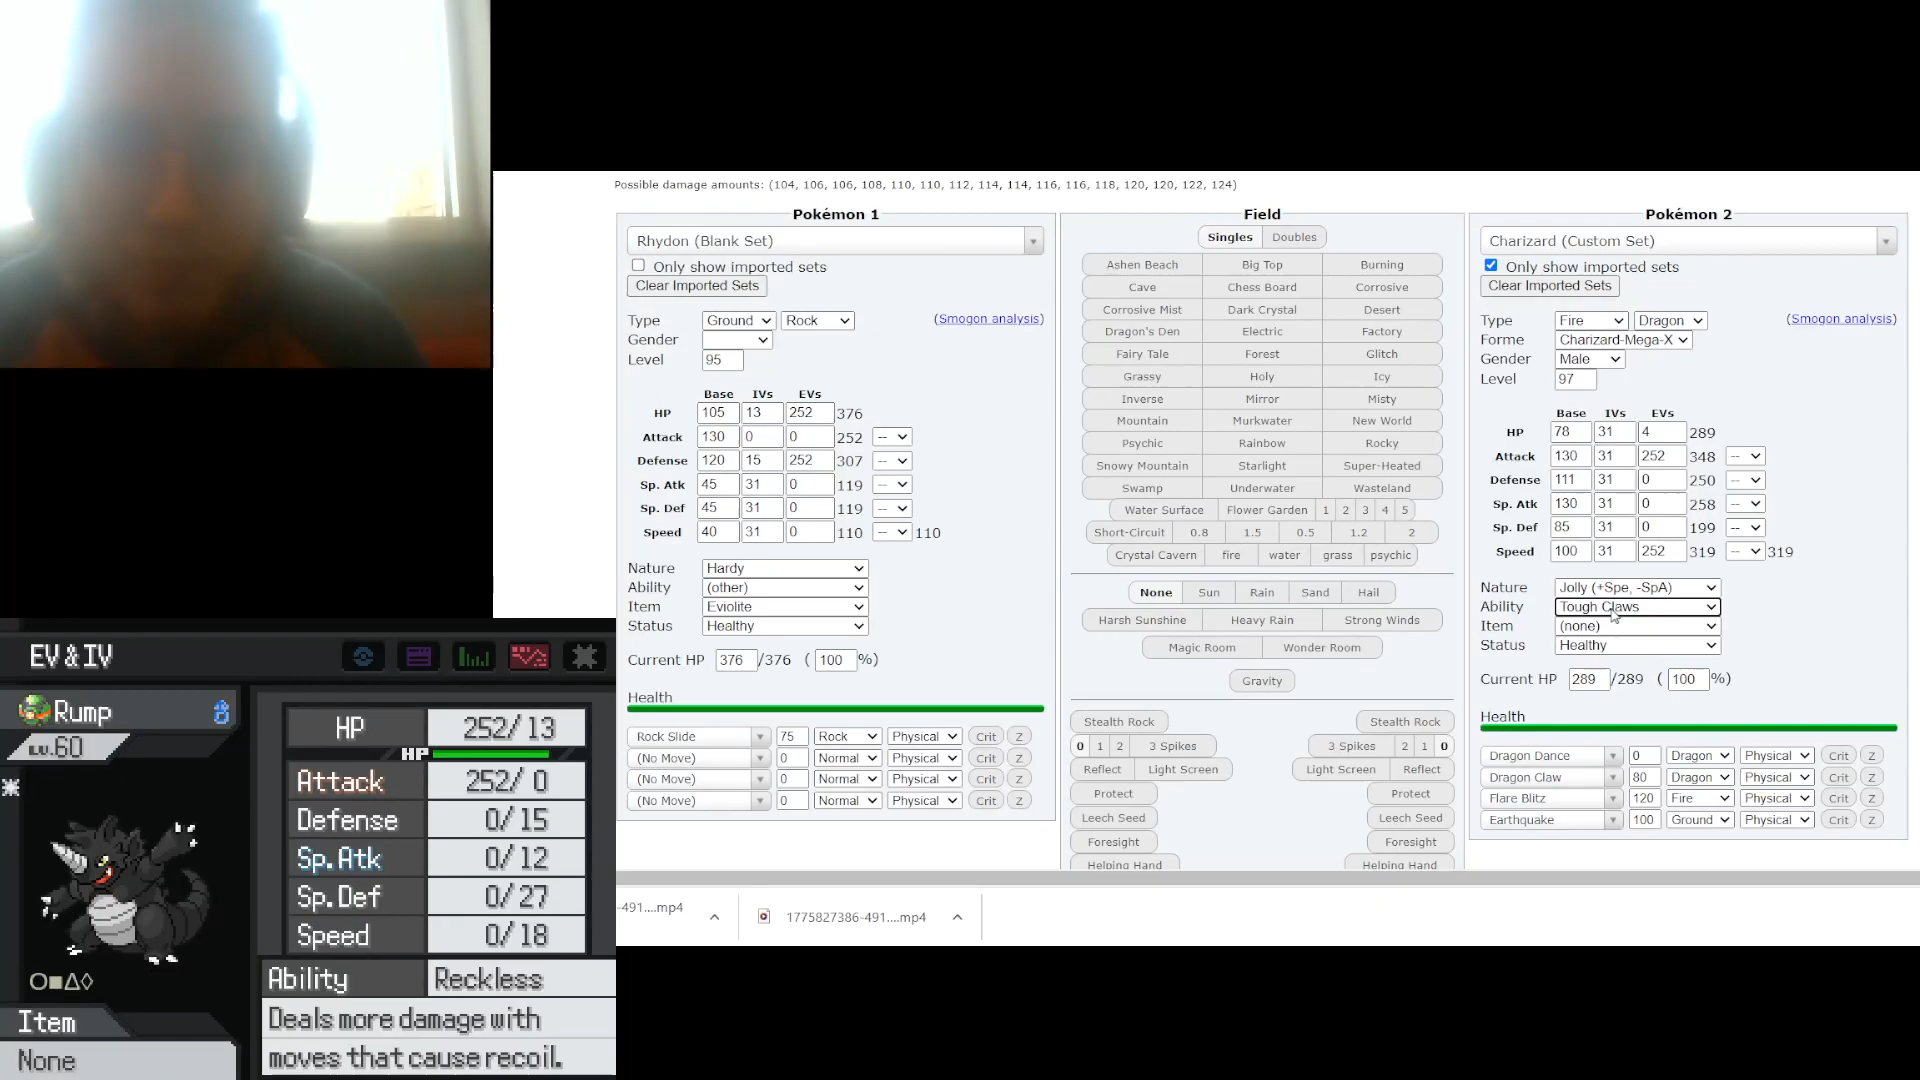 Possible damage amounts: (104, 106, 106, 108, 110, 110, 112, 114, 114, 116, 116, 118, 120, 120, 122, 124)
Pokémon 1
Rhydon (Blank Set)
Only show imported sets
Clear Imported Sets
Type Ground Rock (Smogon analysis)
Gender
Level 95
Base IVs EVs
HP 105 13 252 376
Attack 130 0 0 252 --
Defense 120 15 252 307 --
Sp. Atk 45 31 0 119 --
Sp. Def 45 31 0 119 --
Speed 40 31 0 110 -- 110
Nature Hardy
Ability (other)
Item Eviolite
Status Healthy
Current HP 376 /376 ( 100 %)
Health
Rock Slide 75 Rock Physical Crit Z
(No Move) 0 Normal Physical Crit Z
(No Move) 0 Normal Physical Crit Z
(No Move) 0 Normal Physical Crit Z
Field
Singles Doubles
Ashen Beach Big Top Burning
Cave Chess Board Corrosive
Corrosive Mist Dark Crystal Desert
Dragon's Den Electric Factory
Fairy Tale Forest Glitch
Grassy Holy Icy
Inverse Mirror Misty
Mountain Murkwater New World
Psychic Rainbow Rocky
Snowy Mountain Starlight Super-Heated
Swamp Underwater Wasteland
Water Surface Flower Garden 1 2 3 4 5
Short-Circuit 0.8 1.5 0.5 1.2 2
Crystal Cavern fire water grass psychic
None Sun Rain Sand Hail
Harsh Sunshine Heavy Rain Strong Winds
Magic Room Wonder Room
Gravity
Stealth Rock Stealth Rock
0 1 2 3 Spikes 3 Spikes 2 1 0
Reflect Light Screen Light Screen Reflect
Protect Protect
Leech Seed Leech Seed
Foresight Foresight
Helping Hand Helping Hand
Pokémon 2
Charizard (Custom Set)
Only show imported sets
Clear Imported Sets
Type Fire Dragon (Smogon analysis)
Forme Charizard-Mega-X
Gender Male
Level 97
Base IVs EVs
HP 78 31 4 289
Attack 130 31 252 348 --
Defense 111 31 0 250 --
Sp. Atk 130 31 0 258 --
Sp. Def 85 31 0 199 --
Speed 100 31 252 319 -- 319
Nature Jolly (+Spe, -SpA)
Ability Tough Claws
Item (none)
Status Healthy
Current HP 289 /289 ( 100 %)
Health
Dragon Dance 0 Dragon Physical Crit Z
Dragon Claw 80 Dragon Physical Crit Z
Flare Blitz 120 Fire Physical Crit Z
Earthquake 100 Ground Physical Crit Z
-491....mp4
1775827386-491....mp4
EV & IV
Rump
Lv.60
Item
None
HP 252/ 13
HP
Attack 252/ 0
Defense 0/ 15
Sp.Atk 0/ 12
Sp.Def 0/ 27
Speed 0/ 18
Ability Reckless
Deals more damage with
moves that cause recoil.